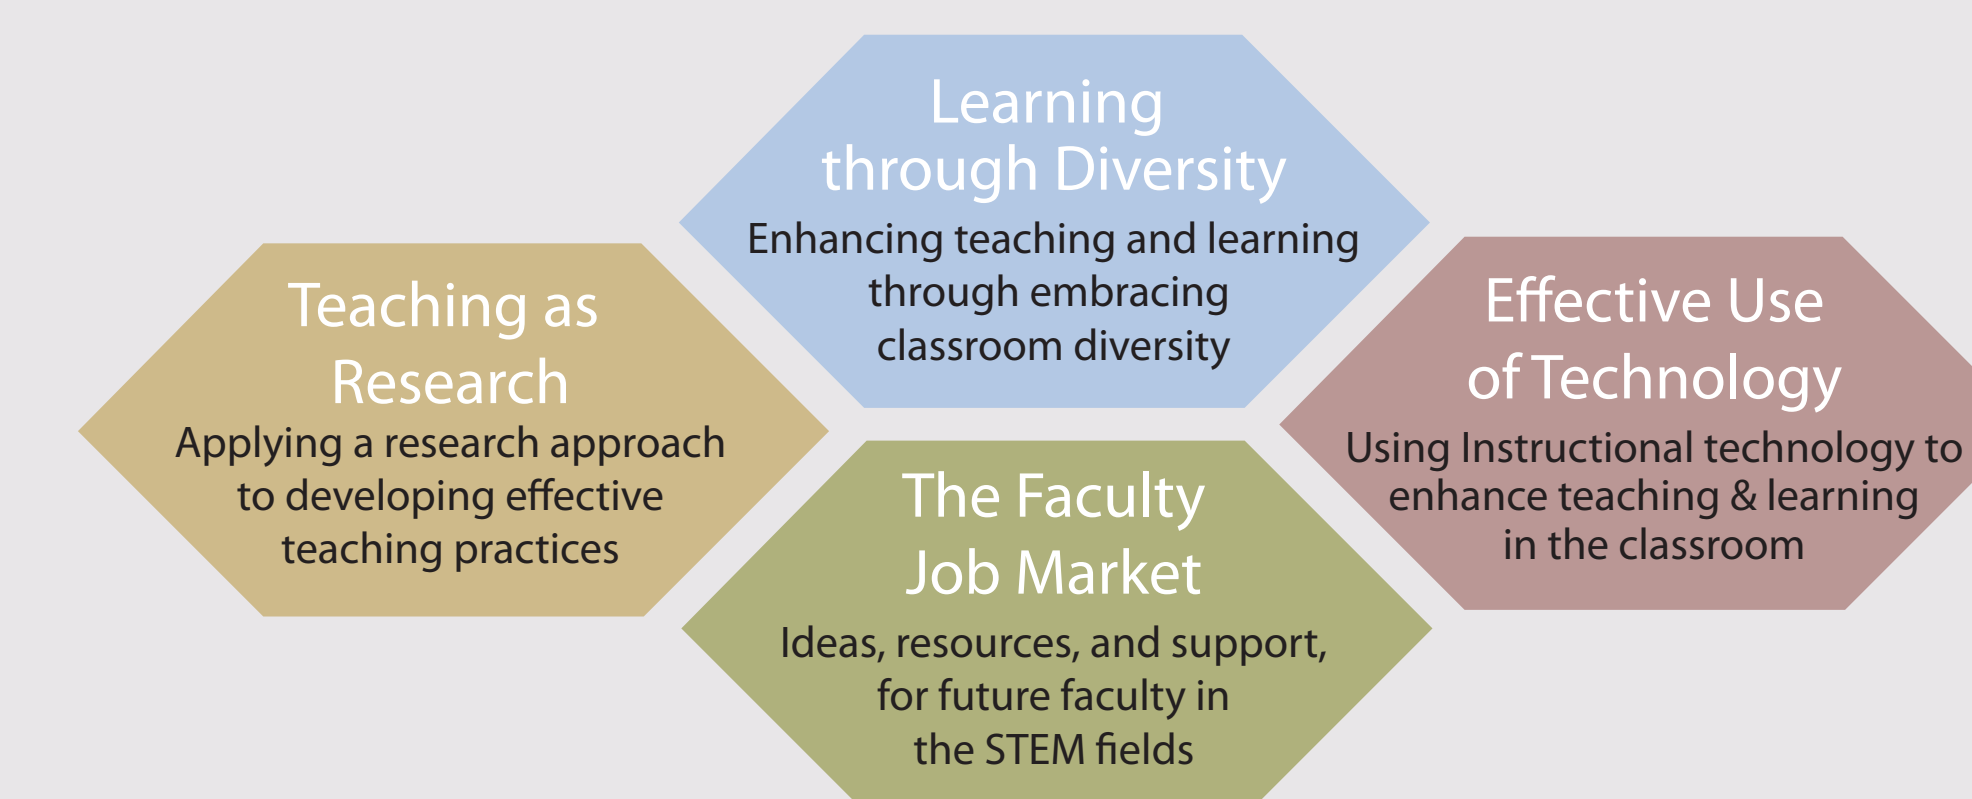 Learning
through Diversity
Enhancing teaching and learning
through embracing
classroom diversity
Teaching as
Research
Applying a research approach
to developing effective
teaching practices
Effective Use
of Technology
Using Instructional technology to
enhance teaching & learning
in the classroom
The Faculty
Job Market
Ideas, resources, and support,
for future faculty in
the STEM fields